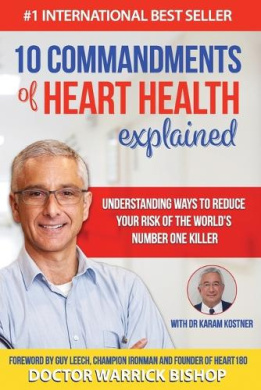 #1 INTERNATIONAL BEST SELLER
10 COMMANDMENTS
of HEART HEALTH
explained
UNDERSTANDING WAYS TO REDUCE
YOUR RISK OF THE WORLD'S
NUMBER ONE KILLER
WITH DR KARAM KOSTNER
FOREWORD BY GUY LEECH, CHAMPION IRONMAN AND FOUNDER OF HEART180
DOCTOR WARRICK BISHOP